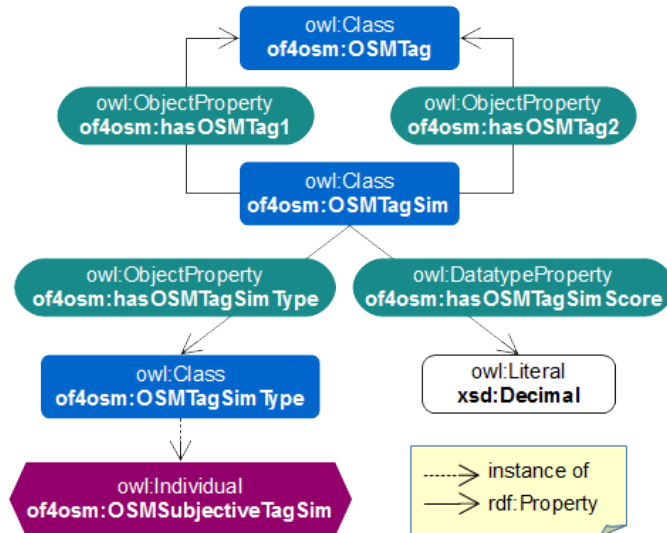 owl:Class
of4osm:OSMTag
owl:ObjectProperty
of4osm:hasOSMTag1
owl:ObjectProperty
of4osm:hasOSMTag2
owl:Class
of4osm:OSMTagSim
owl:ObjectProperty
of4osm:hasOSMTagSimType
owl:DatatypeProperty
of4osm:hasOSMTagSimScore
owl:Class
of4osm:OSMTagSimType
owl:Literal
xsd:Decimal
owl:Individual
of4osm:OSMSubjectiveTagSim
instance of
rdf:Property